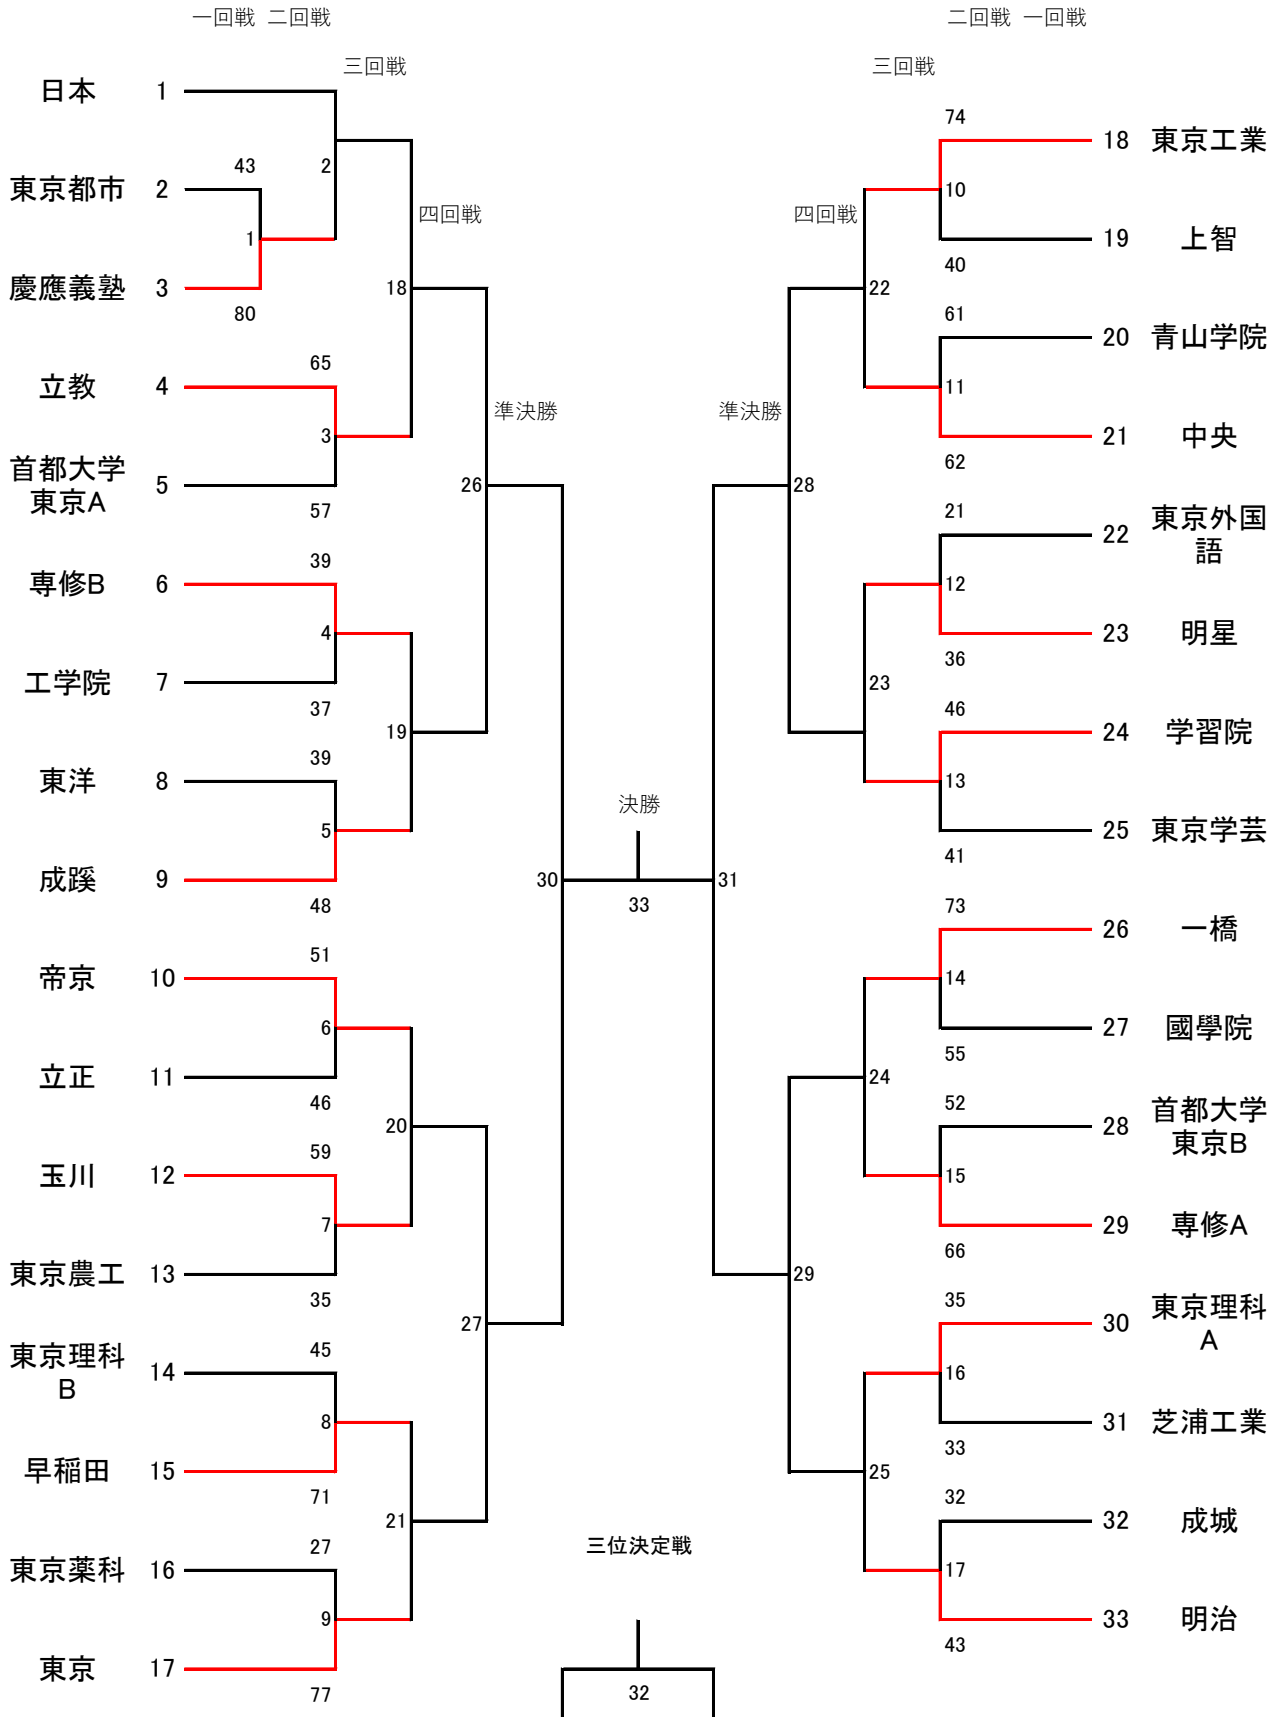 一回戦 二回戦
二回戦 一回戦
三回戦
三回戦
日本 1
2
43
東京都市 2
1
慶應義塾 3
80
四回戦
18
65
立教 4
3
首都大学
東京A 5
57
準決勝
26
39
専修B 6
4
工学院 7
37
19
39
東洋 8
5
成蹊 9
48
30
51
帝京 10
6
立正 11
46
20
59
玉川 12
7
東京農工 13
35
27
45
東京理科
B 14
8
早稲田 15
71
21
27
東京薬科 16
9
東京 17
77
決勝
33
三位決定戦
32
74
18 東京工業
10
19 上智
40
四回戦
22
61
20 青山学院
11
21 中央
62
準決勝
28
21
22 東京外国
語
12
23 明星
36
23
46
24 学習院
13
25 東京学芸
41
31
73
26 一橋
14
27 國學院
55
24
52
28 首都大学
東京B
15
29 専修A
66
29
35
30 東京理科
A
16
31 芝浦工業
33
25
32
32 成城
17
33 明治
43